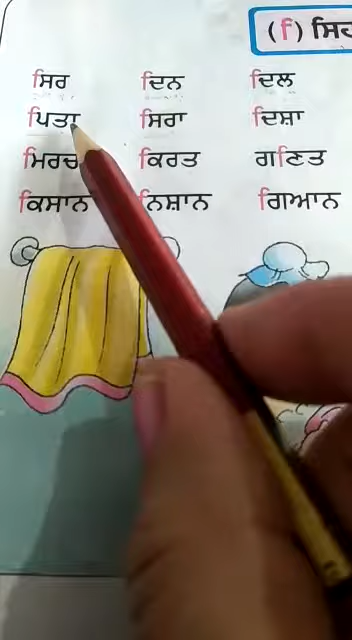 (ਿ) ਸਿਹ
ਸਿਰ ਦਿਨ ਦਿਲ
ਪਿਤਾ ਸਿਰਾ ਦਿਸ਼ਾ
ਮਿਰਚ ਕਿਰਤ ਗਣਿਤ
ਕਿਸਾਨ ਨਿਸ਼ਾਨ ਗਿਆਨ